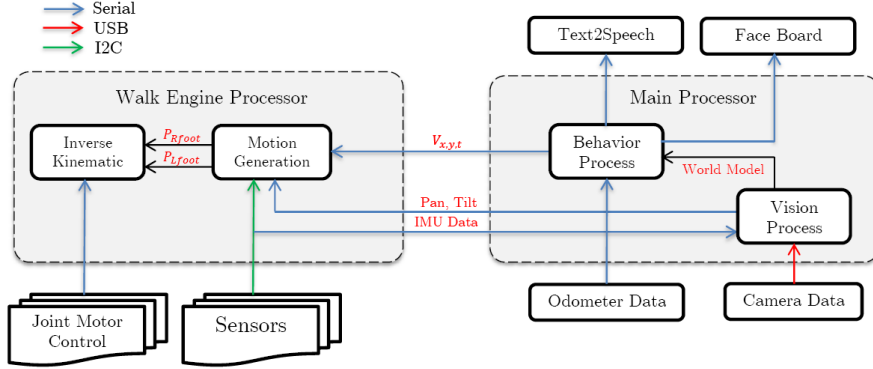 Serial
USB
I2C
Text2Speech
Face Board
Walk Engine Processor
Main Processor
Inverse
Kinematic
P_Rfoot
P_Lfoot
Motion
Generation
V_x,y,t
Behavior
Process
World Model
Pan, Tilt
IMU Data
Vision
Process
Joint Motor
Control
Sensors
Odometer Data
Camera Data